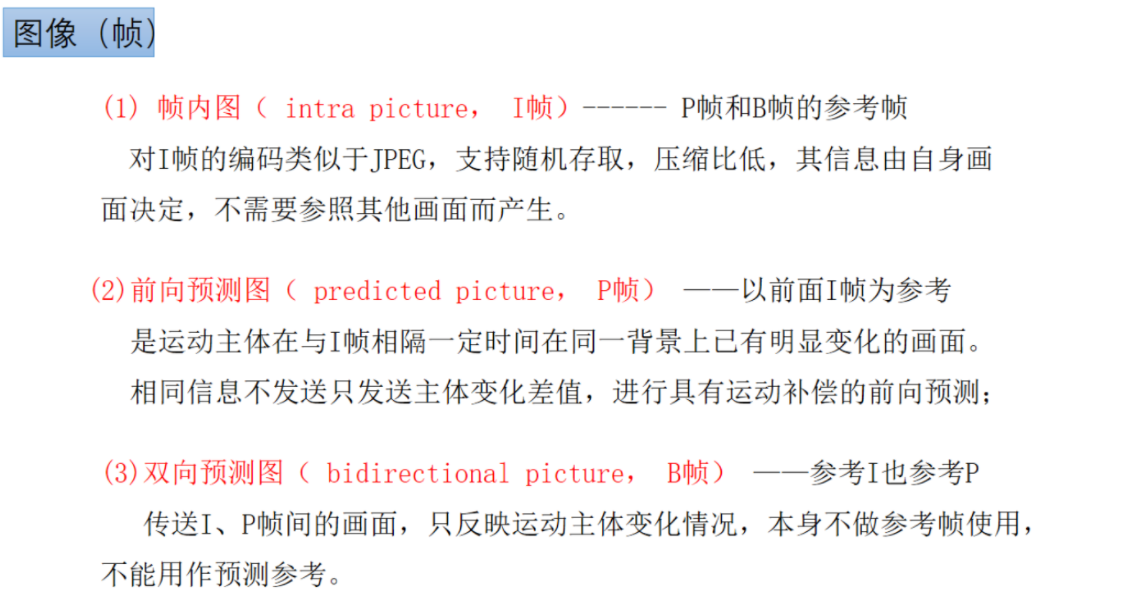 图像（帧）
(1) 帧内图（ intra picture， I帧）------ P帧和B帧的参考帧
对I帧的编码类似于JPEG，支持随机存取，压缩比低，其信息由自身画
面决定，不需要参照其他画面而产生。
(2)前向预测图（ predicted picture， P帧） ——以前面I帧为参考
是运动主体在与I帧相隔一定时间在同一背景上已有明显变化的画面。
相同信息不发送只发送主体变化差值，进行具有运动补偿的前向预测；
(3)双向预测图（ bidirectional picture， B帧） ——参考I也参考P
传送I、P帧间的画面，只反映运动主体变化情况，本身不做参考帧使用，
不能用作预测参考。